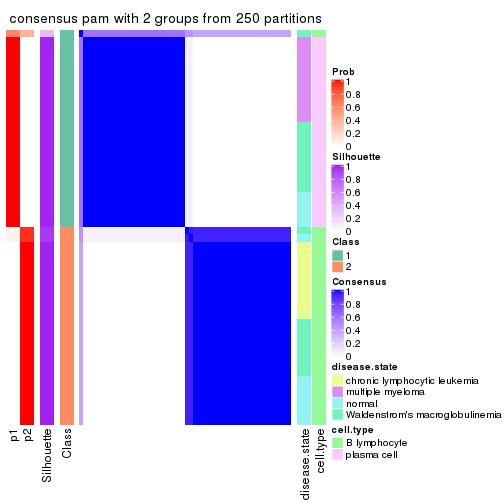 consensus pam with 2 groups from 250 partitions
Prob
1
0.8
0.6
0.4
0.2
0
Silhouette
1
0.8
0.6
0.4
0.2
0
Class
1
2
Consensus
1
0.8
0.6
0.4
0.2
0
disease.state
chronic lymphocytic leukemia
multiple myeloma
normal
Waldenstrom's macroglobulinemia
cell.type
B lymphocyte
plasma cell
p1
p2
Silhouette
Class
disease.state
cell.type